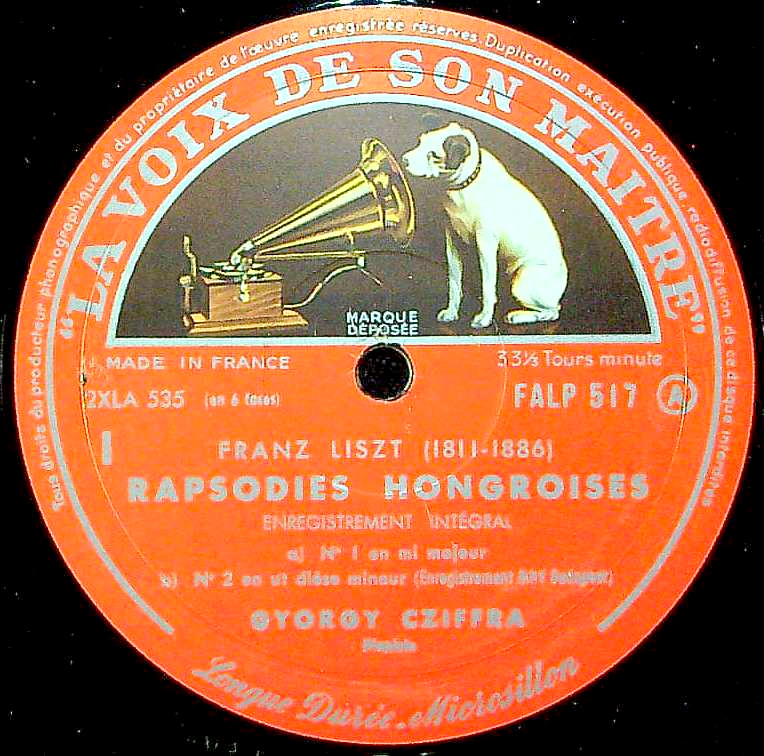 Tous droits du producteur phonographique et du propriétaire de l'œuvre enregistrée réservés. Duplication exécution publique radiodiffusion de ce disque interdites
"LA VOIX DE SON MAITRE"
MARQUE
DÉPOSÉE
MADE IN FRANCE
33⅓ Tours minute
2XLA 535 (en 6 faces)
FALP 517 A
I
FRANZ LISZT (1811-1886)
RAPSODIES HONGROISES
ENREGISTREMENT INTÉGRAL
a) N° 1 en mi majeur
b) N° 2 en ut dièse mineur (Enregistrement Budapest)
GYORGY CZIFFRA
Pianiste
Longue Durée. Microsillon